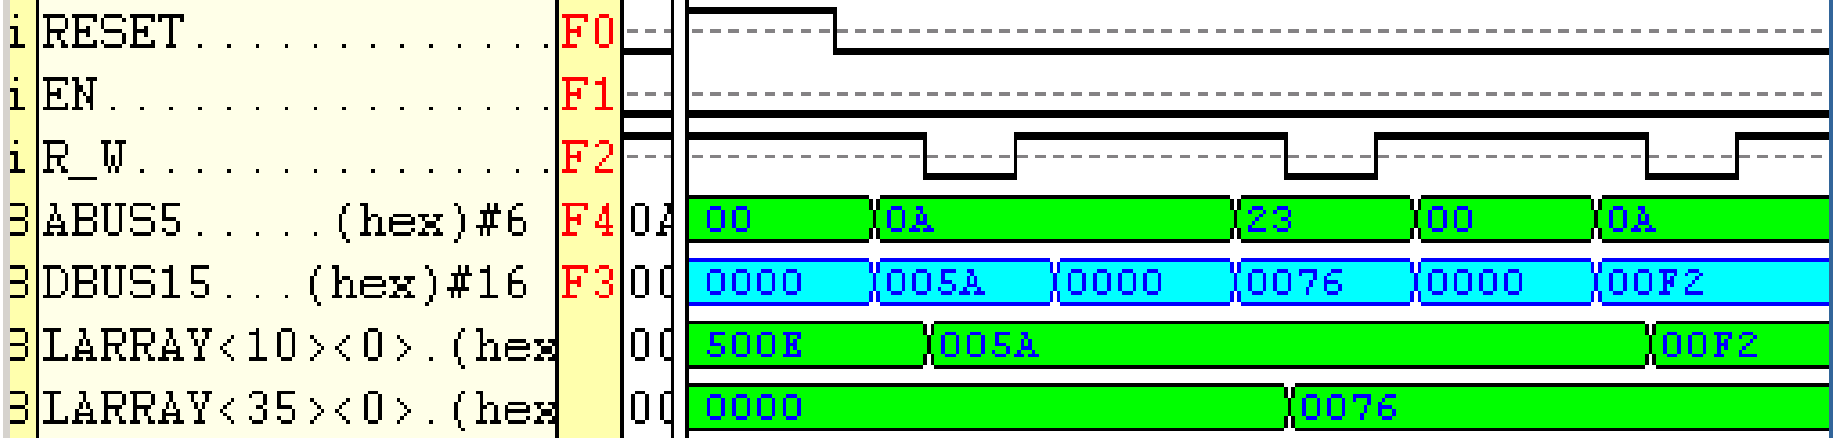 i RESET.............. F0
i EN................. F1
i R_W................ F2
B ABUS5.....(hex)#6 F4 0A 00 0A 23 00 0A
B DBUS15...(hex)#16 F3 00 0000 005A 0000 0076 0000 00F2
B LARRAY<10><0>.(hex 00 500E 005A 00F2
B LARRAY<35><0>.(hex 00 0000 0076